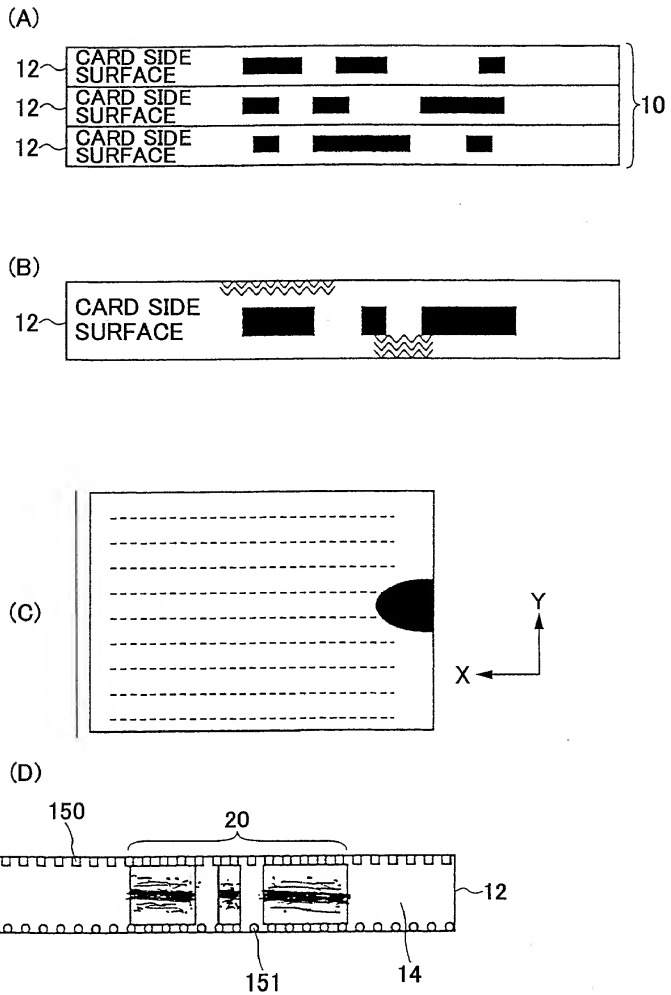 (A)
12
CARD SIDE
SURFACE
12
CARD SIDE
SURFACE
10
12
CARD SIDE
SURFACE
(B)
12
CARD SIDE
SURFACE
(C)
Y
X
(D)
150
20
12
14
151